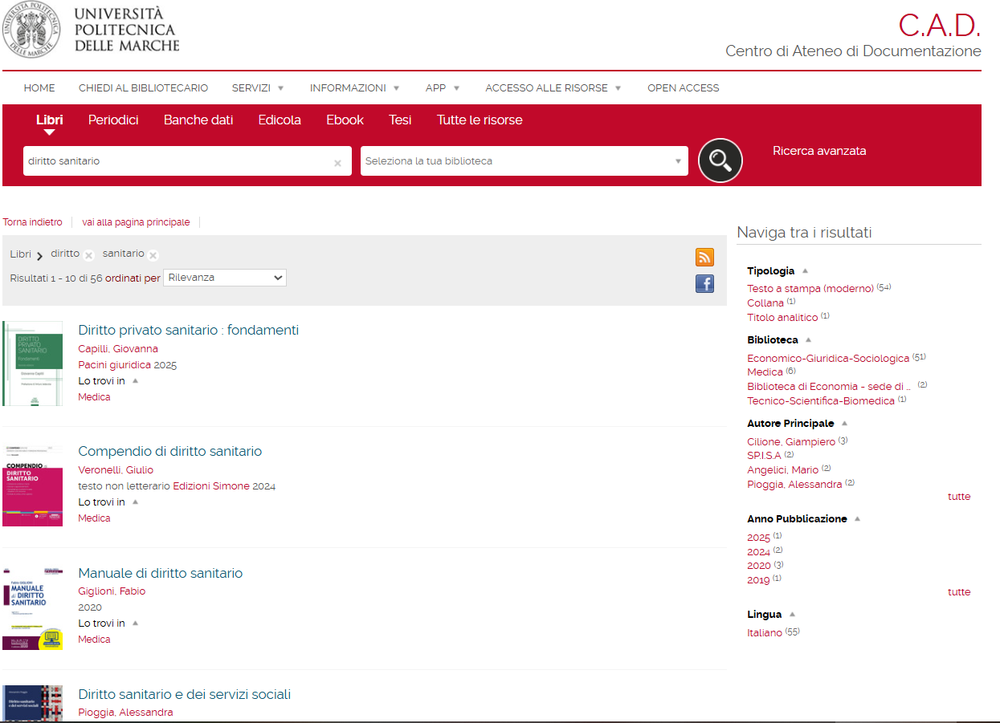 UNIVERSITÀ
POLITECNICA
DELLE MARCHE
C.A.D.
Centro di Ateneo di Documentazione
HOME CHIEDI AL BIBLIOTECARIO SERVIZI INFORMAZIONI APP ACCESSO ALLE RISORSE OPEN ACCESS
Libri Periodici Banche dati Edicola Ebook Tesi Tutte le risorse
diritto sanitario × Seleziona la tua biblioteca Ricerca avanzata
Torna indietro vai alla pagina principale
Libri diritto sanitario
Risultati 1 - 10 di 56 ordinati per Rilevanza
DIRITTO
PRIVATO
SANITARIO
Fondamenti
Giovanna Capilli
Diritto privato sanitario : fondamenti
Capilli, Giovanna
Pacini giuridica 2025
Lo trovi in
Medica
COMPENDIO di
DIRITTO
SANITARIO
Compendio di diritto sanitario
Veronelli, Giulio
testo non letterario Edizioni Simone 2024
Lo trovi in
Medica
Fabio GIGLIONI
MANUALE
di DIRITTO
SANITARIO
Manuale di diritto sanitario
Giglioni, Fabio
2020
Lo trovi in
Medica
Alessandra Pioggia
Diritto sanitario
e dei servizi sociali
Diritto sanitario e dei servizi sociali
Pioggia, Alessandra
Naviga tra i risultati
Tipologia
Testo a stampa (moderno) (54)
Collana (1)
Titolo analitico (1)
Biblioteca
Economico-Giuridica-Sociologica (51)
Medica (6)
Biblioteca di Economia - sede di ... (2)
Tecnico-Scientifica-Biomedica (1)
Autore Principale
Cilione, Giampiero (3)
SP.I.S.A (2)
Angelici, Mario (2)
Pioggia, Alessandra (2)
tutte
Anno Pubblicazione
2025 (1)
2024 (2)
2020 (3)
2019 (1)
tutte
Lingua
Italiano (55)